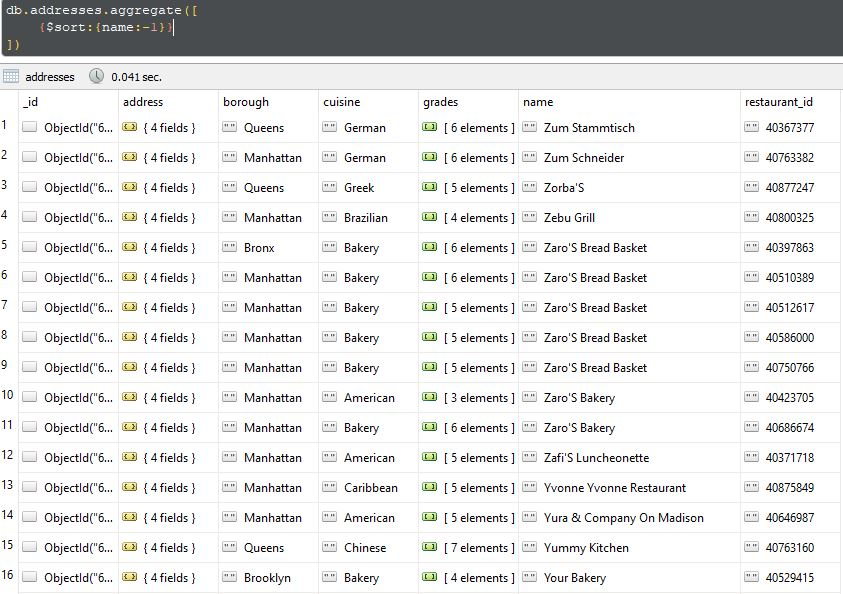 db.addresses.aggregate([
{$sort:{name:-1}}
])
addresses 0.041 sec.
_id address borough cuisine grades name restaurant_id
1 ObjectId("6... { 4 fields } "" Queens "" German [ 6 elements ] "" Zum Stammtisch "" 40367377
2 ObjectId("6... { 4 fields } "" Manhattan "" German [ 6 elements ] "" Zum Schneider "" 40763382
3 ObjectId("6... { 4 fields } "" Queens "" Greek [ 5 elements ] "" Zorba'S "" 40877247
4 ObjectId("6... { 4 fields } "" Manhattan "" Brazilian [ 4 elements ] "" Zebu Grill "" 40800325
5 ObjectId("6... { 4 fields } "" Bronx "" Bakery [ 6 elements ] "" Zaro'S Bread Basket "" 40397863
6 ObjectId("6... { 4 fields } "" Manhattan "" Bakery [ 6 elements ] "" Zaro'S Bread Basket "" 40510389
7 ObjectId("6... { 4 fields } "" Manhattan "" Bakery [ 5 elements ] "" Zaro'S Bread Basket "" 40512617
8 ObjectId("6... { 4 fields } "" Manhattan "" Bakery [ 5 elements ] "" Zaro'S Bread Basket "" 40586000
9 ObjectId("6... { 4 fields } "" Manhattan "" Bakery [ 5 elements ] "" Zaro'S Bread Basket "" 40750766
10 ObjectId("6... { 4 fields } "" Manhattan "" American [ 3 elements ] "" Zaro'S Bakery "" 40423705
11 ObjectId("6... { 4 fields } "" Manhattan "" Bakery [ 6 elements ] "" Zaro'S Bakery "" 40686674
12 ObjectId("6... { 4 fields } "" Manhattan "" American [ 5 elements ] "" Zafi'S Luncheonette "" 40371718
13 ObjectId("6... { 4 fields } "" Manhattan "" Caribbean [ 5 elements ] "" Yvonne Yvonne Restaurant "" 40875849
14 ObjectId("6... { 4 fields } "" Manhattan "" American [ 5 elements ] "" Yura & Company On Madison "" 40646987
15 ObjectId("6... { 4 fields } "" Queens "" Chinese [ 7 elements ] "" Yummy Kitchen "" 40763160
16 ObjectId("6... { 4 fields } "" Brooklyn "" Bakery [ 4 elements ] "" Your Bakery "" 40529415